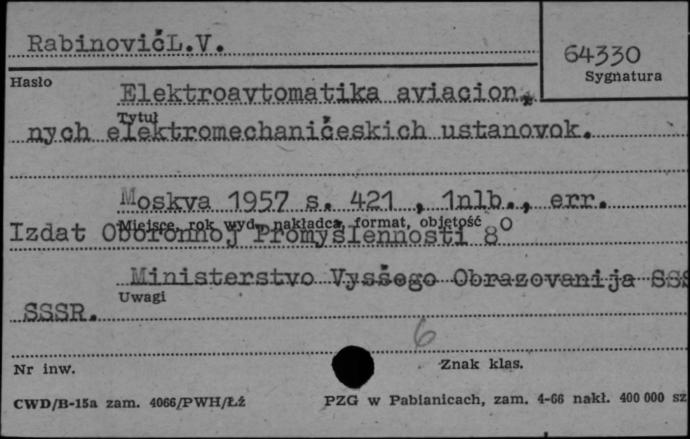 RabinovičL.V.
64330
Sygnatura
Hasło
Elektroavtomatika aviacion
Tytuł
nych elektromechaničeskich ustanovok.
Moskva 1957 s. 421 , 1nlb., err.
Miejsce, rok wyd., nakładca, format, objętość
Izdat Oboronnoj Promyšlennosti 8°
Ministerstvo Vysšego Obrazovanija SSS
Uwagi
SSSR.
6
Nr inw.
Znak klas.
CWD/B-15a zam. 4066/PWH/Łź
PZG w Pabianicach, zam. 4-66 nakł. 400 000 sz